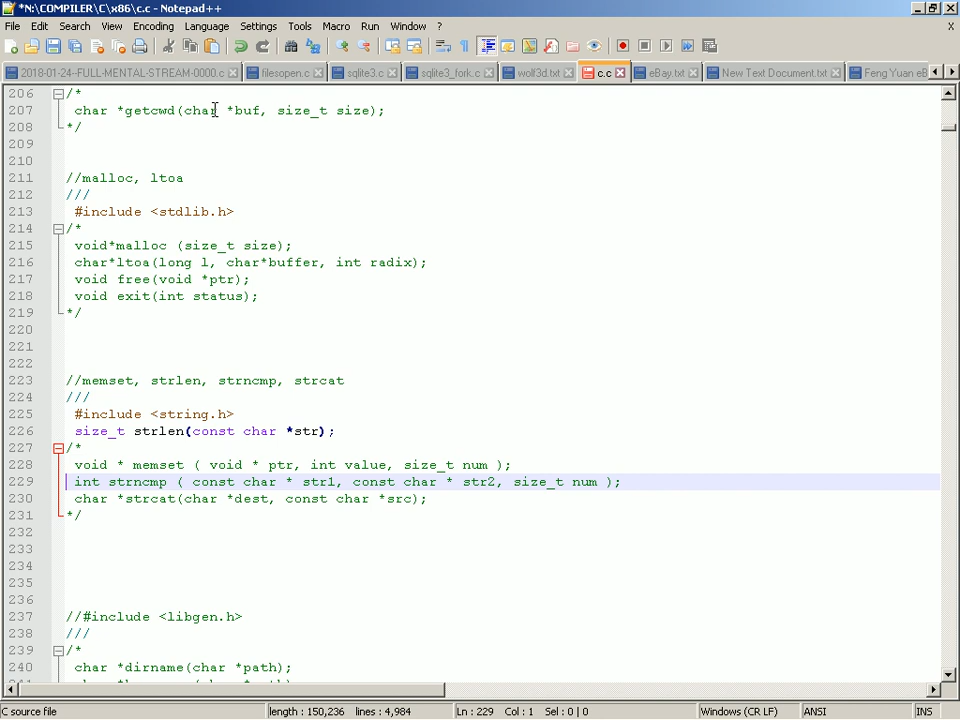 *N:\COMPILER\C\x86\c.c - Notepad++
File Edit Search View Encoding Language Settings Tools Macro Run Window ? X
2018-01-24-FULL-MENTAL-STREAM-0000.c filesopen.c sqlite3.c sqlite3_fork.c wolf3d.txt c.c eBay.txt New Text Document.txt Feng Yuan eB
206 /*
207 char *getcwd(char *buf, size_t size);
208 */
209
210
211 //malloc, ltoa
212 ///
213 #include <stdlib.h>
214 /*
215 void*malloc (size_t size);
216 char*ltoa(long l, char*buffer, int radix);
217 void free(void *ptr);
218 void exit(int status);
219 */
220
221
222
223 //memset, strlen, strncmp, strcat
224 ///
225 #include <string.h>
226 size_t strlen(const char *str);
227 /*
228 void * memset ( void * ptr, int value, size_t num );
229 int strncmp ( const char * str1, const char * str2, size_t num );
230 char *strcat(char *dest, const char *src);
231 */
232
233
234
235
236
237 //#include <libgen.h>
238 ///
239 /*
240 char *dirname(char *path);
C source file length : 150,236 lines : 4,984 Ln : 229 Col : 1 Sel : 0 | 0 Windows (CR LF) ANSI INS